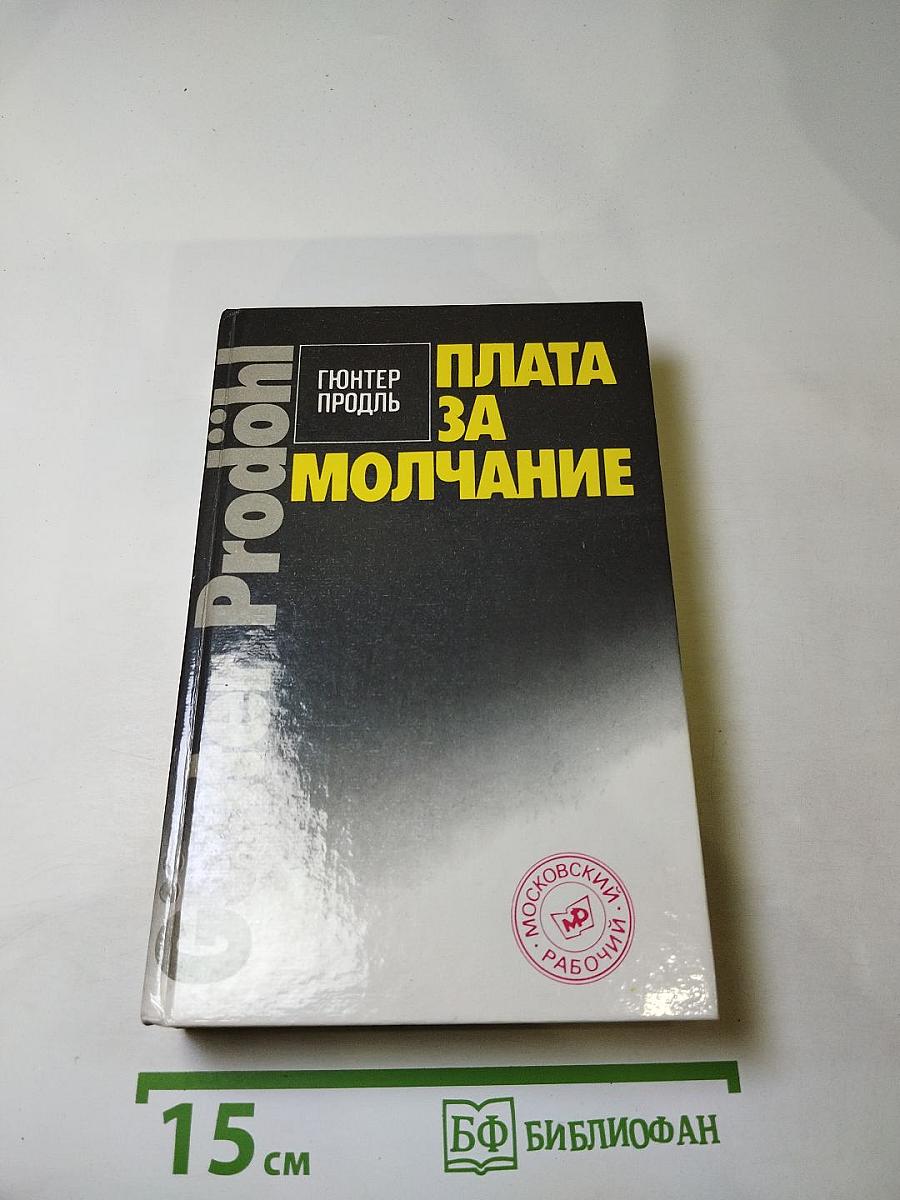 ГЮНТЕР
ПРОДЛЬ
ПЛАТА
ЗА
МОЛЧАНИЕ
Prodöhl
• МОСКОВСКИЙ •
РАБОЧИЙ
МР
15 см
БФ БИБЛИОФАН